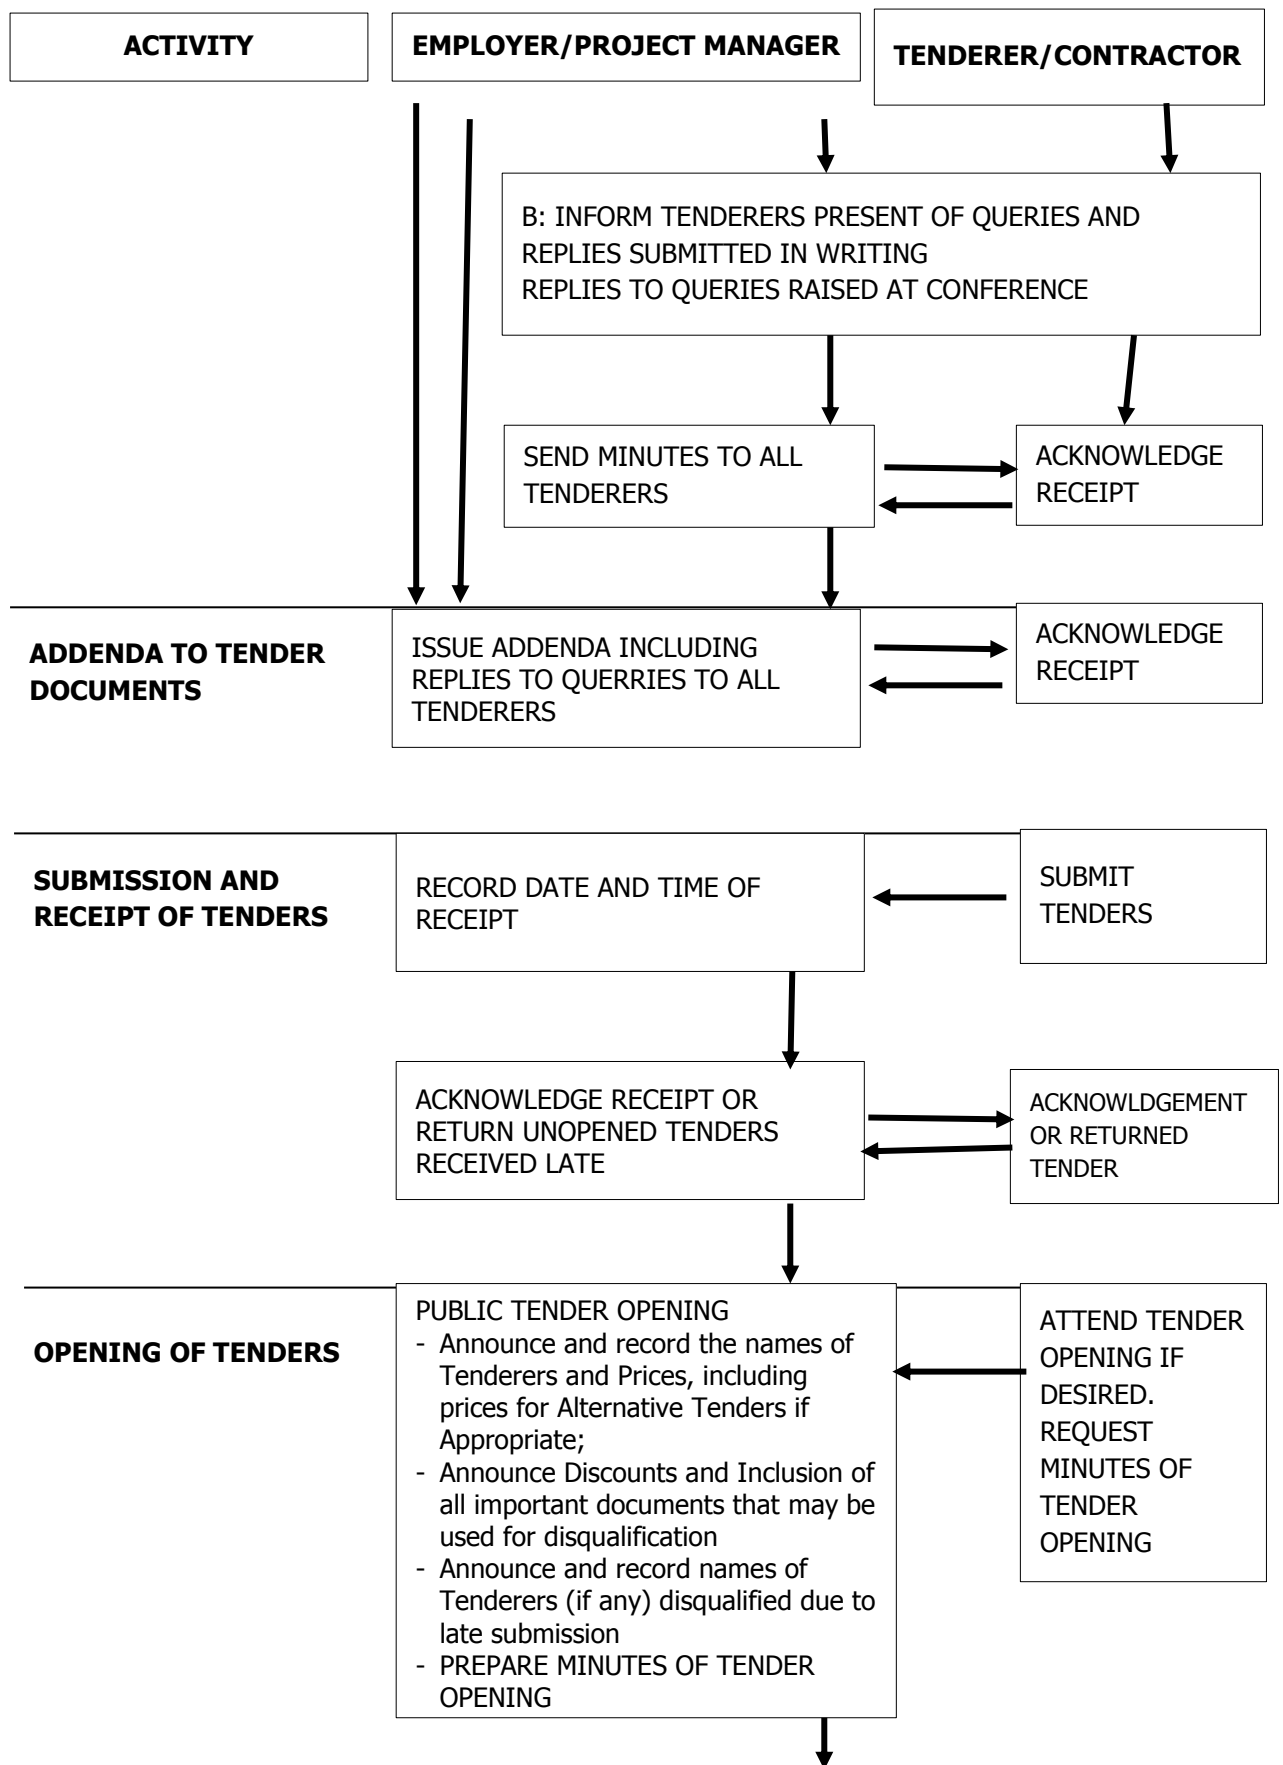 ACTIVITY
EMPLOYER/PROJECT MANAGER
TENDERER/CONTRACTOR
B: INFORM TENDERERS PRESENT OF QUERIES AND
REPLIES SUBMITTED IN WRITING
REPLIES TO QUERIES RAISED AT CONFERENCE
SEND MINUTES TO ALL
TENDERERS
ACKNOWLEDGE
RECEIPT
ADDENDA TO TENDER
DOCUMENTS
ISSUE ADDENDA INCLUDING
REPLIES TO QUERRIES TO ALL
TENDERERS
ACKNOWLEDGE
RECEIPT
SUBMISSION AND
RECEIPT OF TENDERS
RECORD DATE AND TIME OF
RECEIPT
SUBMIT
TENDERS
ACKNOWLEDGE RECEIPT OR
RETURN UNOPENED TENDERS
RECEIVED LATE
ACKNOWLDGEMENT
OR RETURNED
TENDER
OPENING OF TENDERS
PUBLIC TENDER OPENING
- Announce and record the names of
Tenderers and Prices, including
prices for Alternative Tenders if
Appropriate;
- Announce Discounts and Inclusion of
all important documents that may be
used for disqualification
- Announce and record names of
Tenderers (if any) disqualified due to
late submission
- PREPARE MINUTES OF TENDER
OPENING
ATTEND TENDER
OPENING IF
DESIRED.
REQUEST
MINUTES OF
TENDER
OPENING